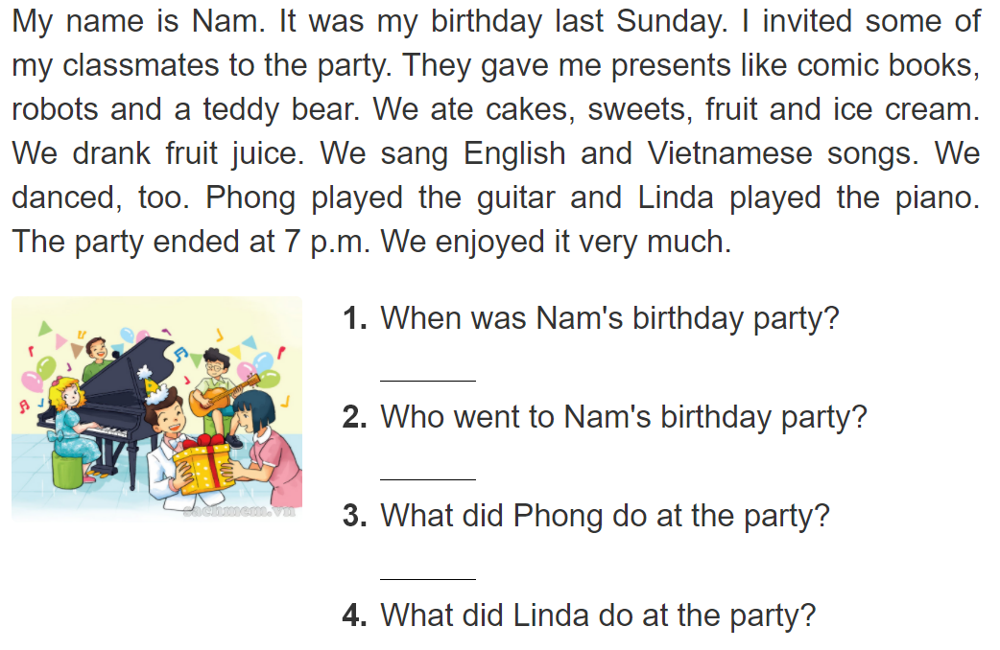 My name is Nam. It was my birthday last Sunday. I invited some of
my classmates to the party. They gave me presents like comic books,
robots and a teddy bear. We ate cakes, sweets, fruit and ice cream.
We drank fruit juice. We sang English and Vietnamese songs. We
danced, too. Phong played the guitar and Linda played the piano.
The party ended at 7 p.m. We enjoyed it very much.
1. When was Nam's birthday party?
2. Who went to Nam's birthday party?
3. What did Phong do at the party?
4. What did Linda do at the party?
sachmem.vn